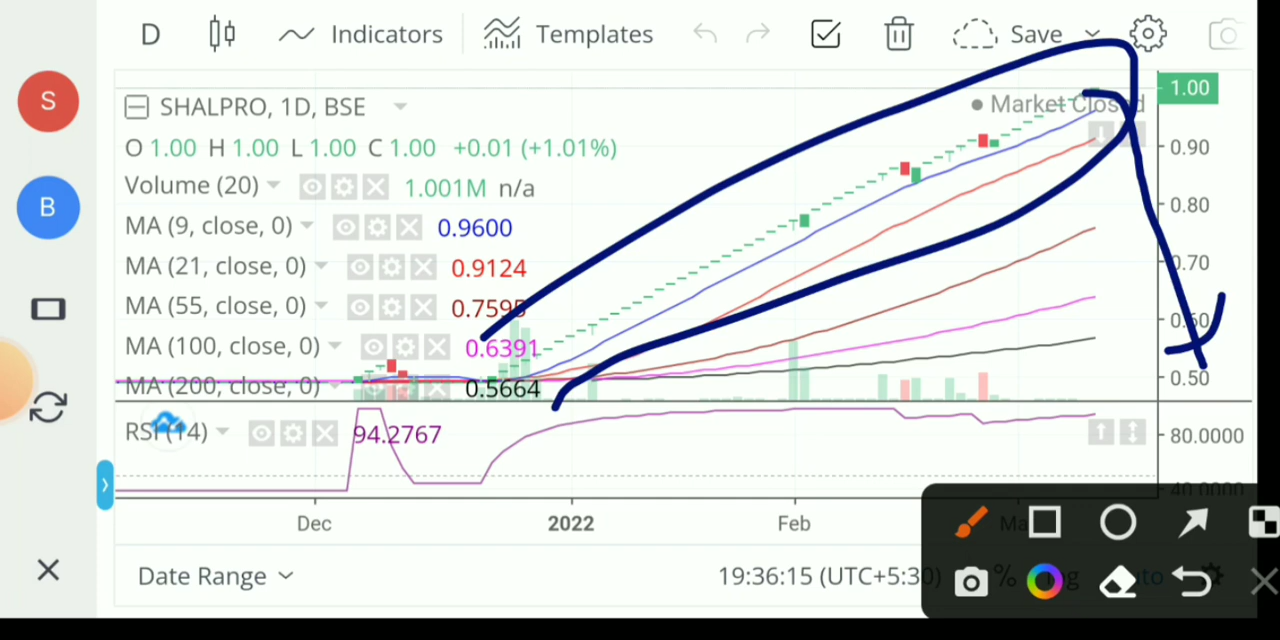 D Indicators Templates Save
S
SHALPRO, 1D, BSE
Market Closed
1.00
O 1.00 H 1.00 L 1.00 C 1.00 +0.01 (+1.01%)
0.90
Volume (20) 1.001M n/a
B
0.80
MA (9, close, 0) 0.9600
MA (21, close, 0) 0.9124
0.70
MA (55, close, 0) 0.7595
0.60
MA (100, close, 0) 0.6391
0.50
MA (200, close, 0) 0.5664
RSI (14) 94.2767
80.0000
40.0000
Dec 2022 Feb
Date Range 19:36:15 (UTC+5:30) %